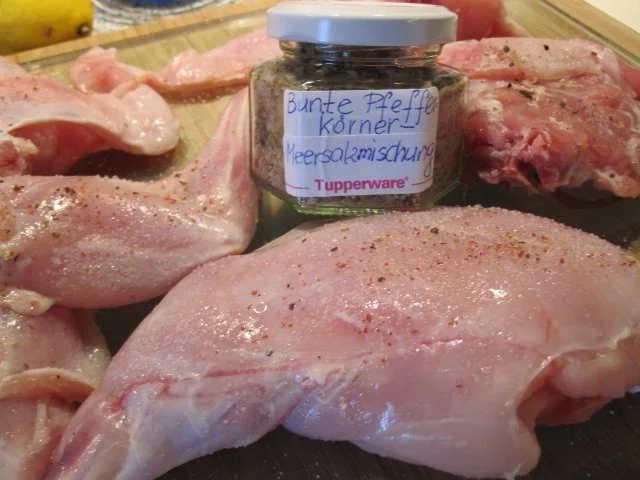 Bunte Pfeffer
körner-
Meersalzmischung
Tupperware®